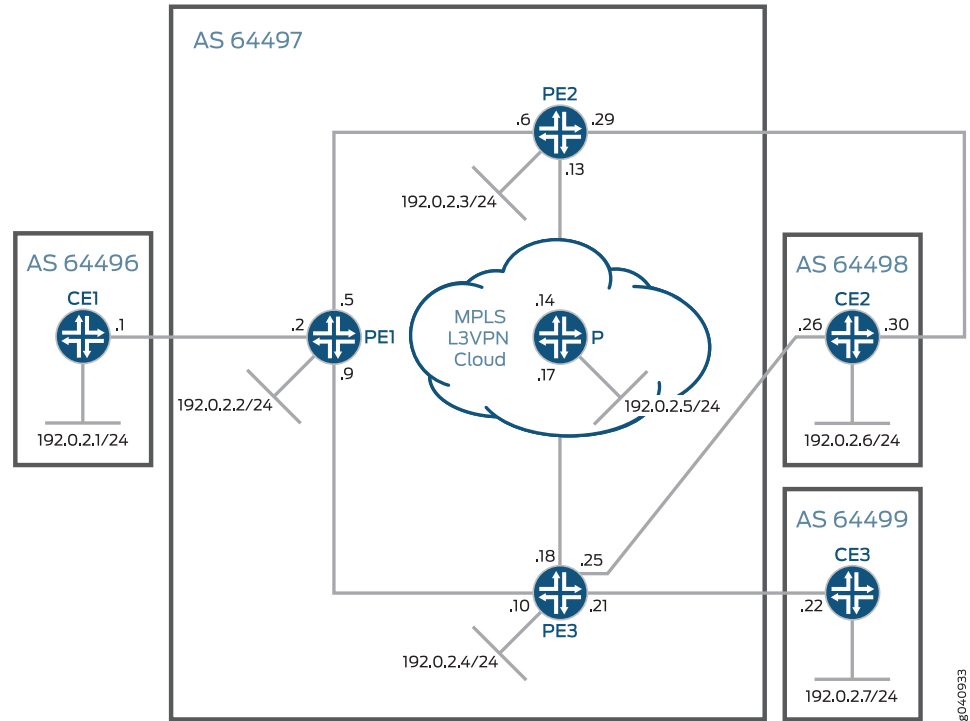 AS 64497
PE2
.6
.29
.13
192.0.2.3/24
AS 64496
CE1
.1
192.0.2.1/24
.5
.2
PE1
.9
192.0.2.2/24
MPLS
L3VPN
Cloud
.14
P
.17
192.0.2.5/24
AS 64498
CE2
.26
.30
192.0.2.6/24
.18
.25
.10
.21
PE3
192.0.2.4/24
AS 64499
CE3
.22
192.0.2.7/24
g040933